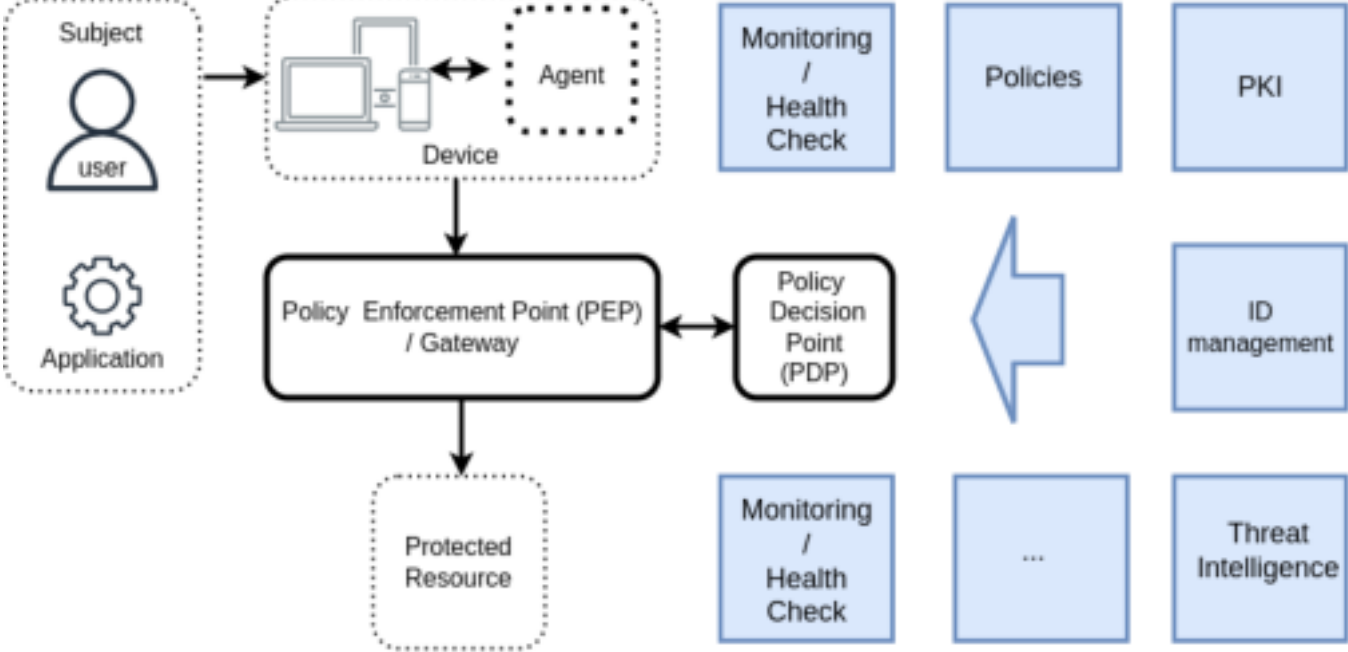 Subject
user
Application
Agent
Device
Policy Enforcement Point (PEP)
/ Gateway
Policy
Decision
Point
(PDP)
Protected
Resource
Monitoring
/
Health
Check
Policies
PKI
ID
management
Monitoring
/
Health
Check
...
Threat
Intelligence